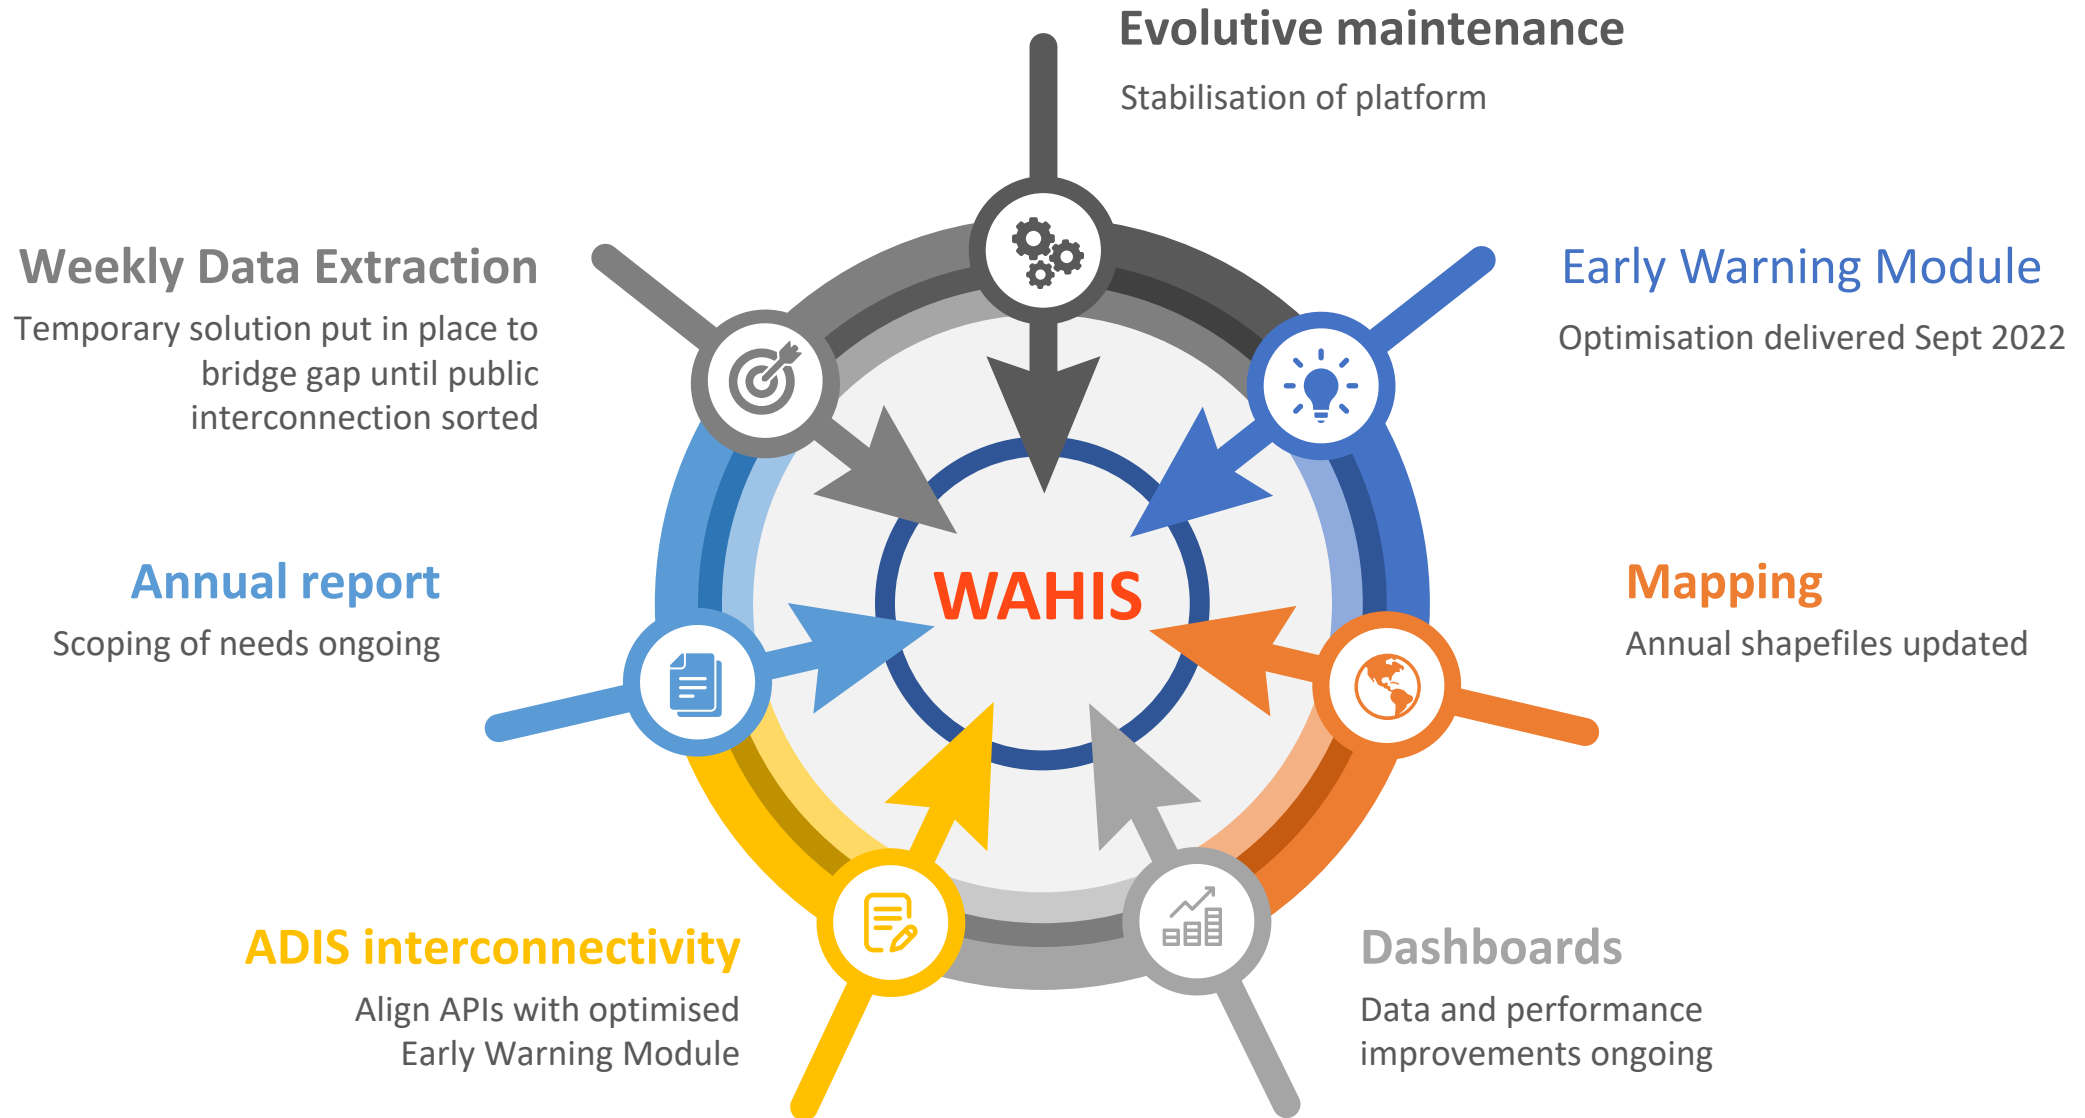 Evolutive maintenance
Stabilisation of platform
Weekly Data Extraction
Temporary solution put in place to
bridge gap until public
interconnection sorted
Early Warning Module
Optimisation delivered Sept 2022
Annual report
Scoping of needs ongoing
WAHIS
Mapping
Annual shapefiles updated
ADIS interconnectivity
Align APIs with optimised
Early Warning Module
Dashboards
Data and performance
improvements ongoing